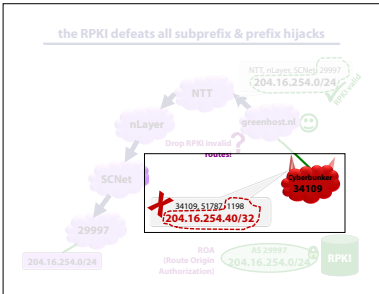 the RPKI defeats all subprefix & prefix hijacks
NTT, nLayer, SCNet, 29997
204.16.254.0/24
RPKI valid
NTT
nLayer
greenhost.nl
Drop RPKI invalid
routes!
?
SCNet
Cyberbunker
34109
34109, 51787, 1198
204.16.254.40/32
29997
204.16.254.0/24
ROA
(Route Origin
Authorization)
AS 29997
204.16.254.0/24
RPKI